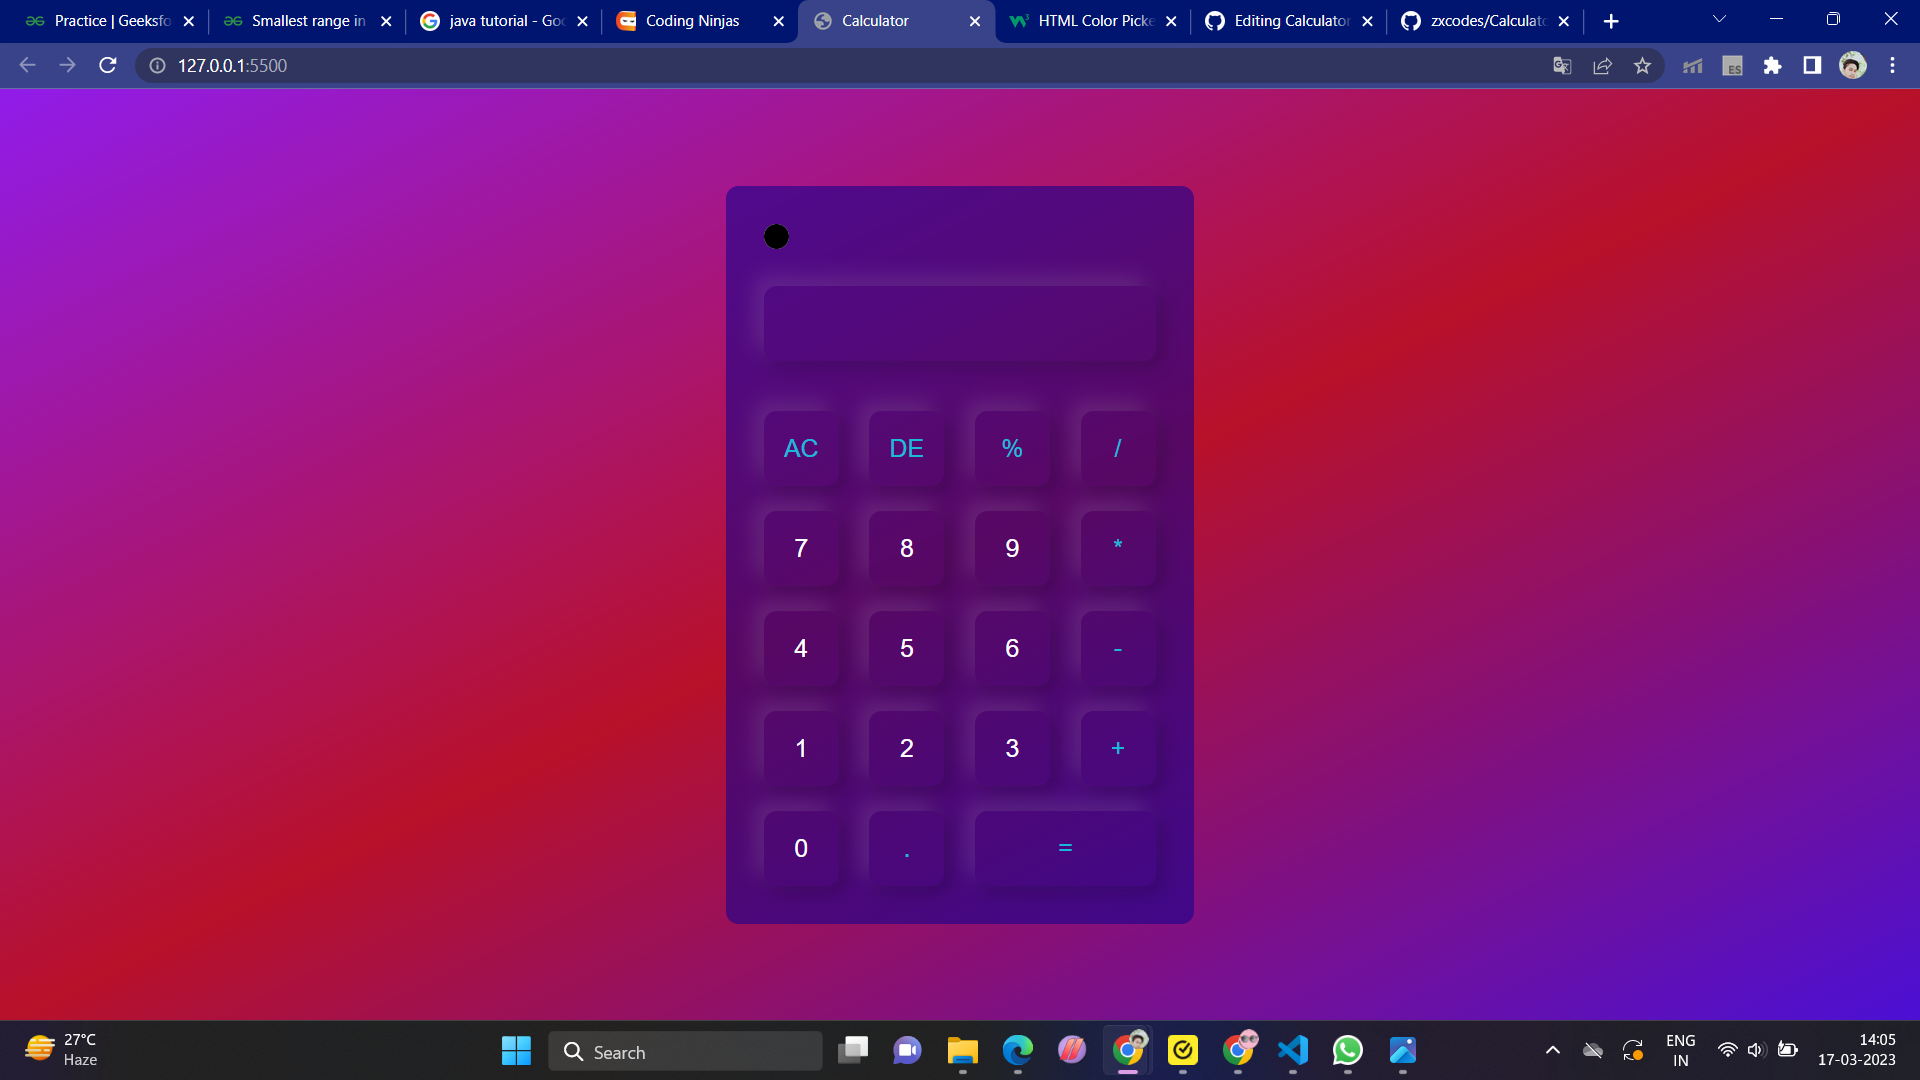 Practice | Geeksfo
Smallest range in
java tutorial - Goo
Coding Ninjas
Calculator
HTML Color Picke
Editing Calculator
zxcodes/Calculato
127.0.0.1:5500
ES
AC DE % /
7 8 9 *
4 5 6 -
1 2 3 +
0 . =
27°C
Haze
Search
ENG
IN
14:05
17-03-2023